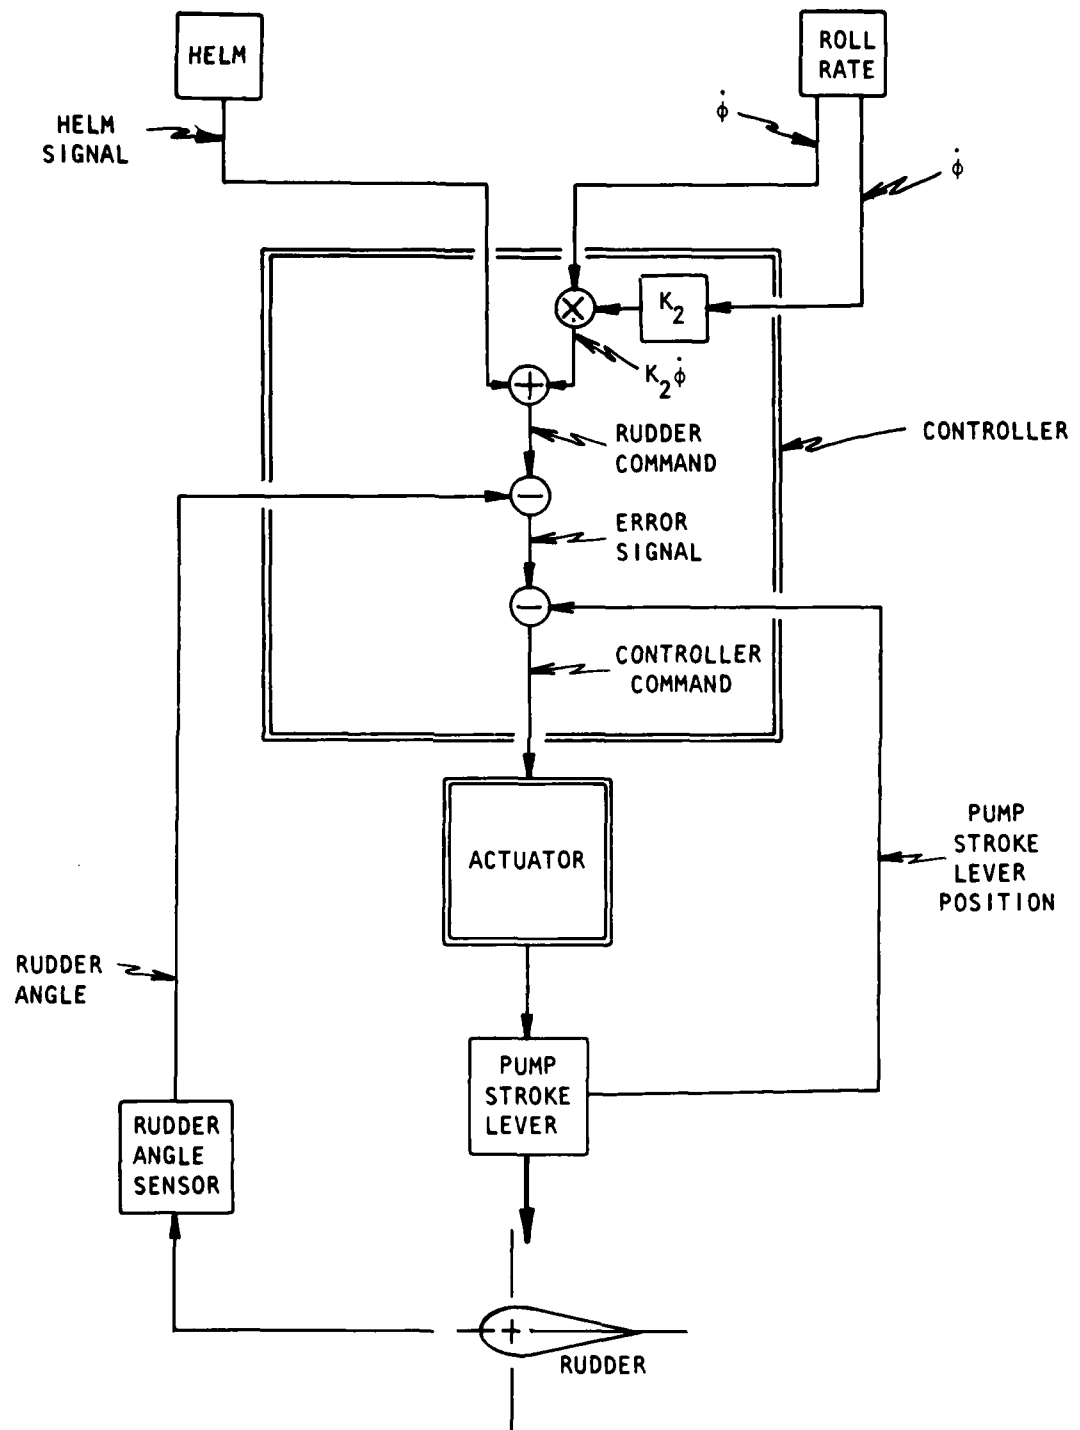 HELM
ROLL
RATE
HELM
SIGNAL
φ̇
φ̇
K₂
×
K₂φ̇
+
RUDDER
COMMAND
CONTROLLER
−
ERROR
SIGNAL
−
CONTROLLER
COMMAND
ACTUATOR
PUMP
STROKE
LEVER
POSITION
RUDDER
ANGLE
PUMP
STROKE
LEVER
RUDDER
ANGLE
SENSOR
+
RUDDER